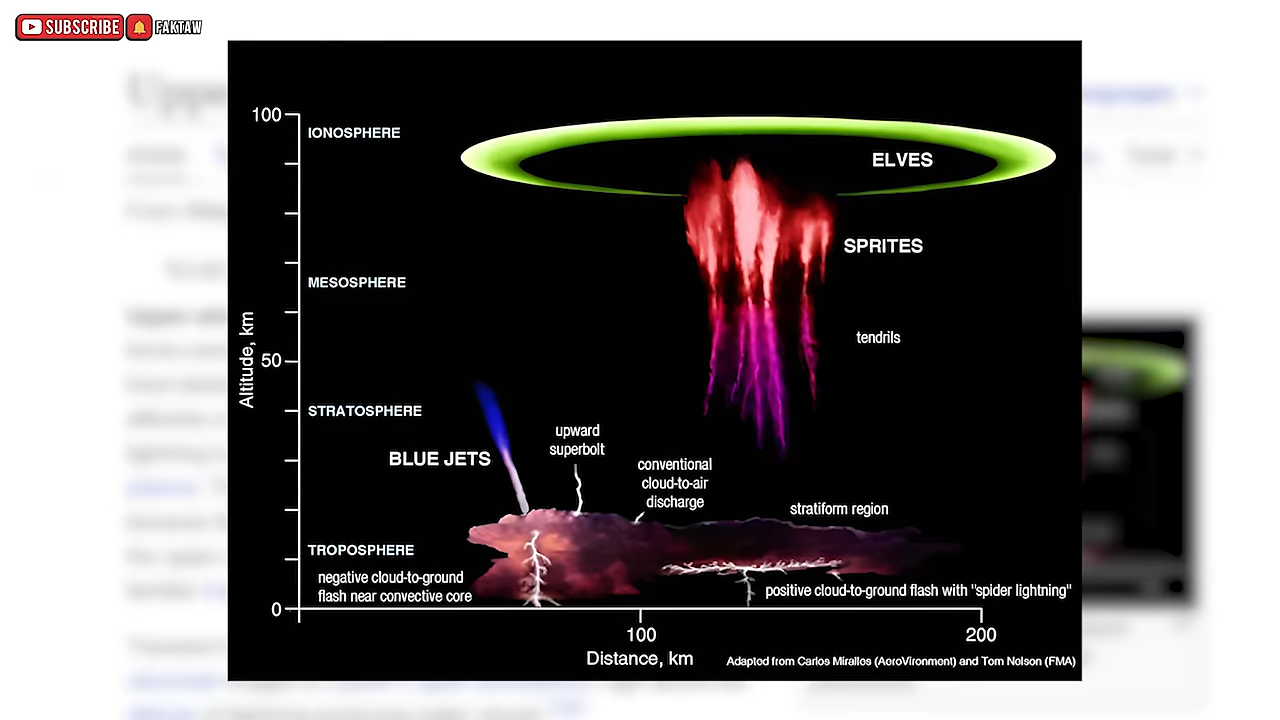 SUBSCRIBE FAKTAW
100
IONOSPHERE
ELVES
SPRITES
MESOSPHERE
tendrils
Altitude, km
50
STRATOSPHERE
upward
superbolt
BLUE JETS
conventional
cloud-to-air
discharge
stratiform region
TROPOSPHERE
negative cloud-to-ground
flash near convective core
positive cloud-to-ground flash with "spider lightning"
0
100
200
Distance, km
Adapted from Carlos Miralles (AeroVironment) and Tom Nelson (FMA)